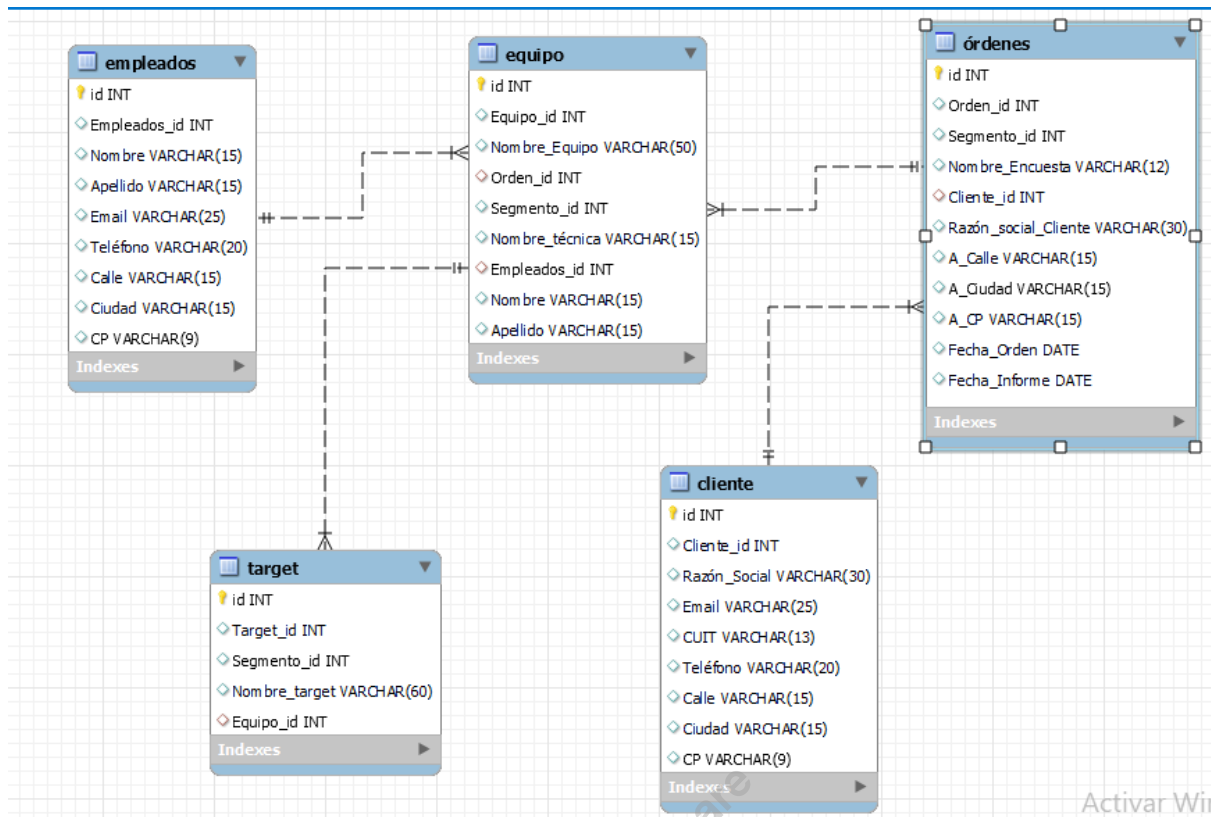 empleados
id INT
Empleados_id INT
Nombre VARCHAR(15)
Apellido VARCHAR(15)
Email VARCHAR(25)
Teléfono VARCHAR(20)
Calle VARCHAR(15)
Ciudad VARCHAR(15)
CP VARCHAR(9)
Indexes
equipo
id INT
Equipo_id INT
Nombre_Equipo VARCHAR(50)
Orden_id INT
Segmento_id INT
Nombre_técnica VARCHAR(15)
Empleados_id INT
Nombre VARCHAR(15)
Apellido VARCHAR(15)
Indexes
órdenes
id INT
Orden_id INT
Segmento_id INT
Nombre_Encuesta VARCHAR(12)
Cliente_id INT
Razón_social_Cliente VARCHAR(30)
A_Calle VARCHAR(15)
A_Ciudad VARCHAR(15)
A_CP VARCHAR(15)
Fecha_Orden DATE
Fecha_Informe DATE
Indexes
target
id INT
Target_id INT
Segmento_id INT
Nombre_target VARCHAR(60)
Equipo_id INT
Indexes
cliente
id INT
Cliente_id INT
Razón_Social VARCHAR(30)
Email VARCHAR(25)
CUIT VARCHAR(13)
Teléfono VARCHAR(20)
Calle VARCHAR(15)
Ciudad VARCHAR(15)
CP VARCHAR(9)
Indexes
Activar Wi